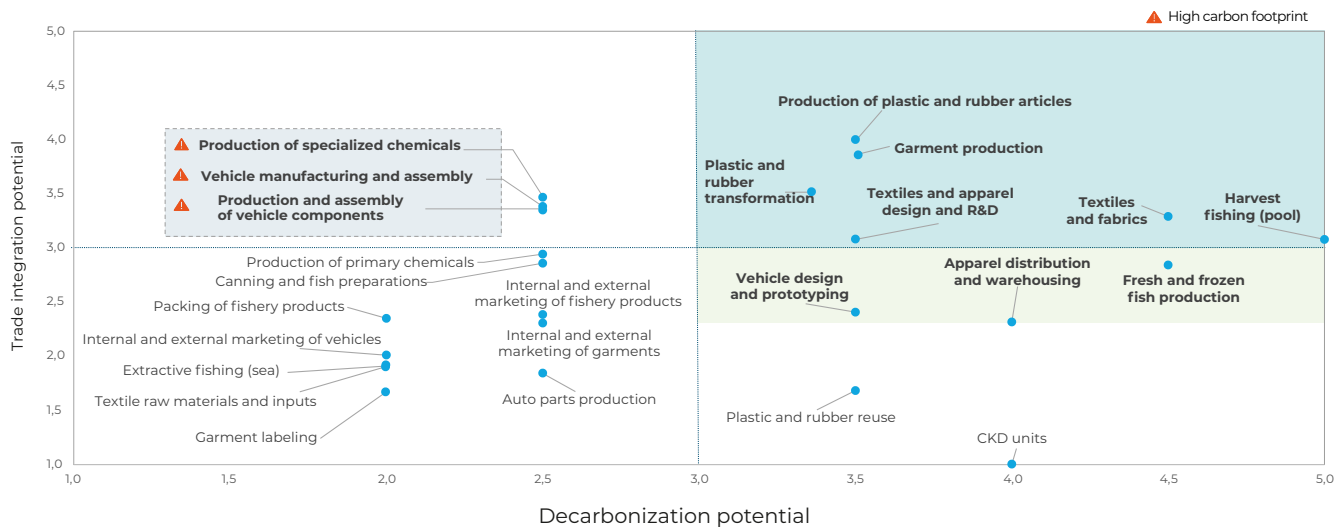 High carbon footprint
Trade integration potential
5,0
4,5
4,0
3,5
3,0
2,5
2,0
1,5
1,0
Production of specialized chemicals
Vehicle manufacturing and assembly
Production and assembly
of vehicle components
Production of plastic and rubber articles
Garment production
Plastic and
rubber
transformation
Textiles and apparel
design and R&D
Textiles
and fabrics
Harvest
fishing (pool)
Production of primary chemicals
Canning and fish preparations
Packing of fishery products
Internal and external
marketing of fishery products
Internal and external marketing of vehicles
Internal and external
marketing of garments
Extractive fishing (sea)
Textile raw materials and inputs
Auto parts production
Garment labeling
Vehicle design
and prototyping
Apparel distribution
and warehousing
Fresh and frozen
fish production
Plastic and rubber reuse
CKD units
1,0
1,5
2,0
2,5
3,0
3,5
4,0
4,5
5,0
Decarbonization potential